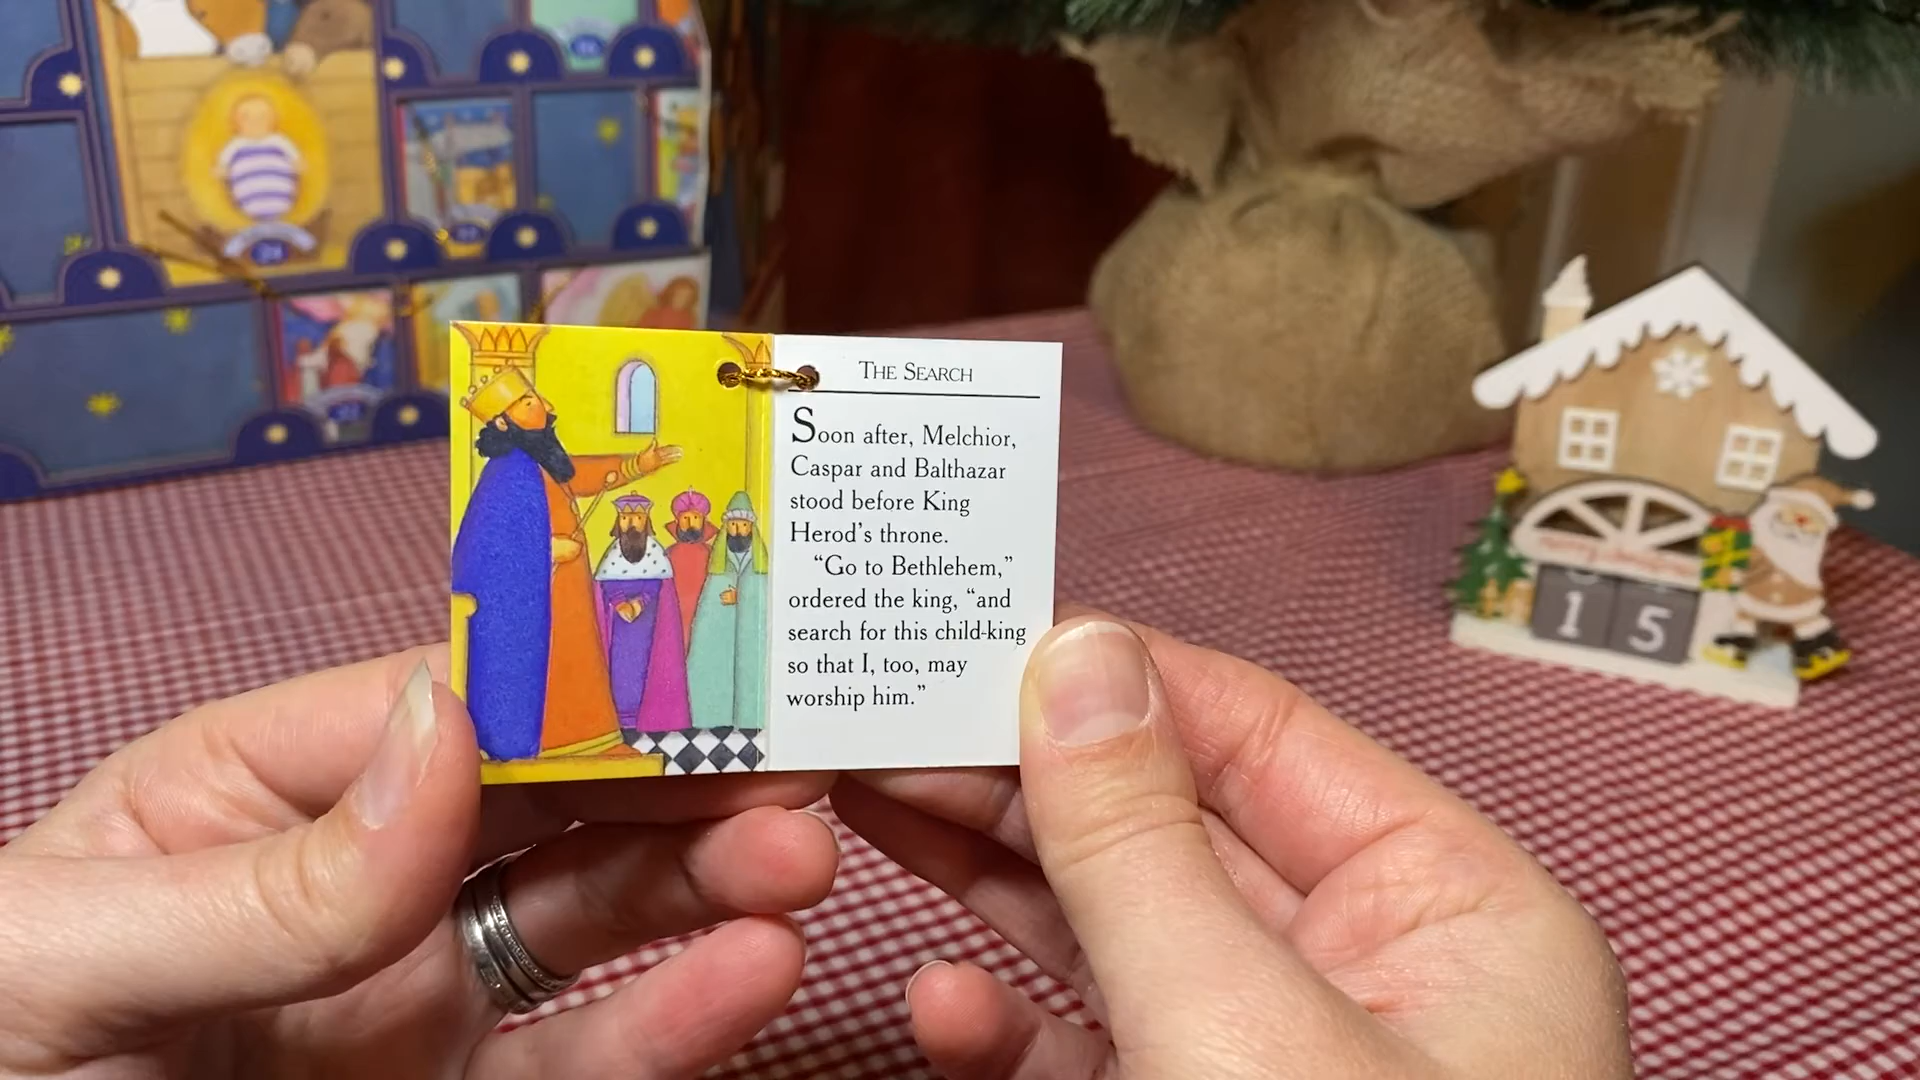 THE SEARCH
Soon after, Melchior,
Caspar and Balthazar
stood before King
Herod's throne.
“Go to Bethlehem,”
ordered the king, “and
search for this child-king
so that I, too, may
worship him.”
24
15